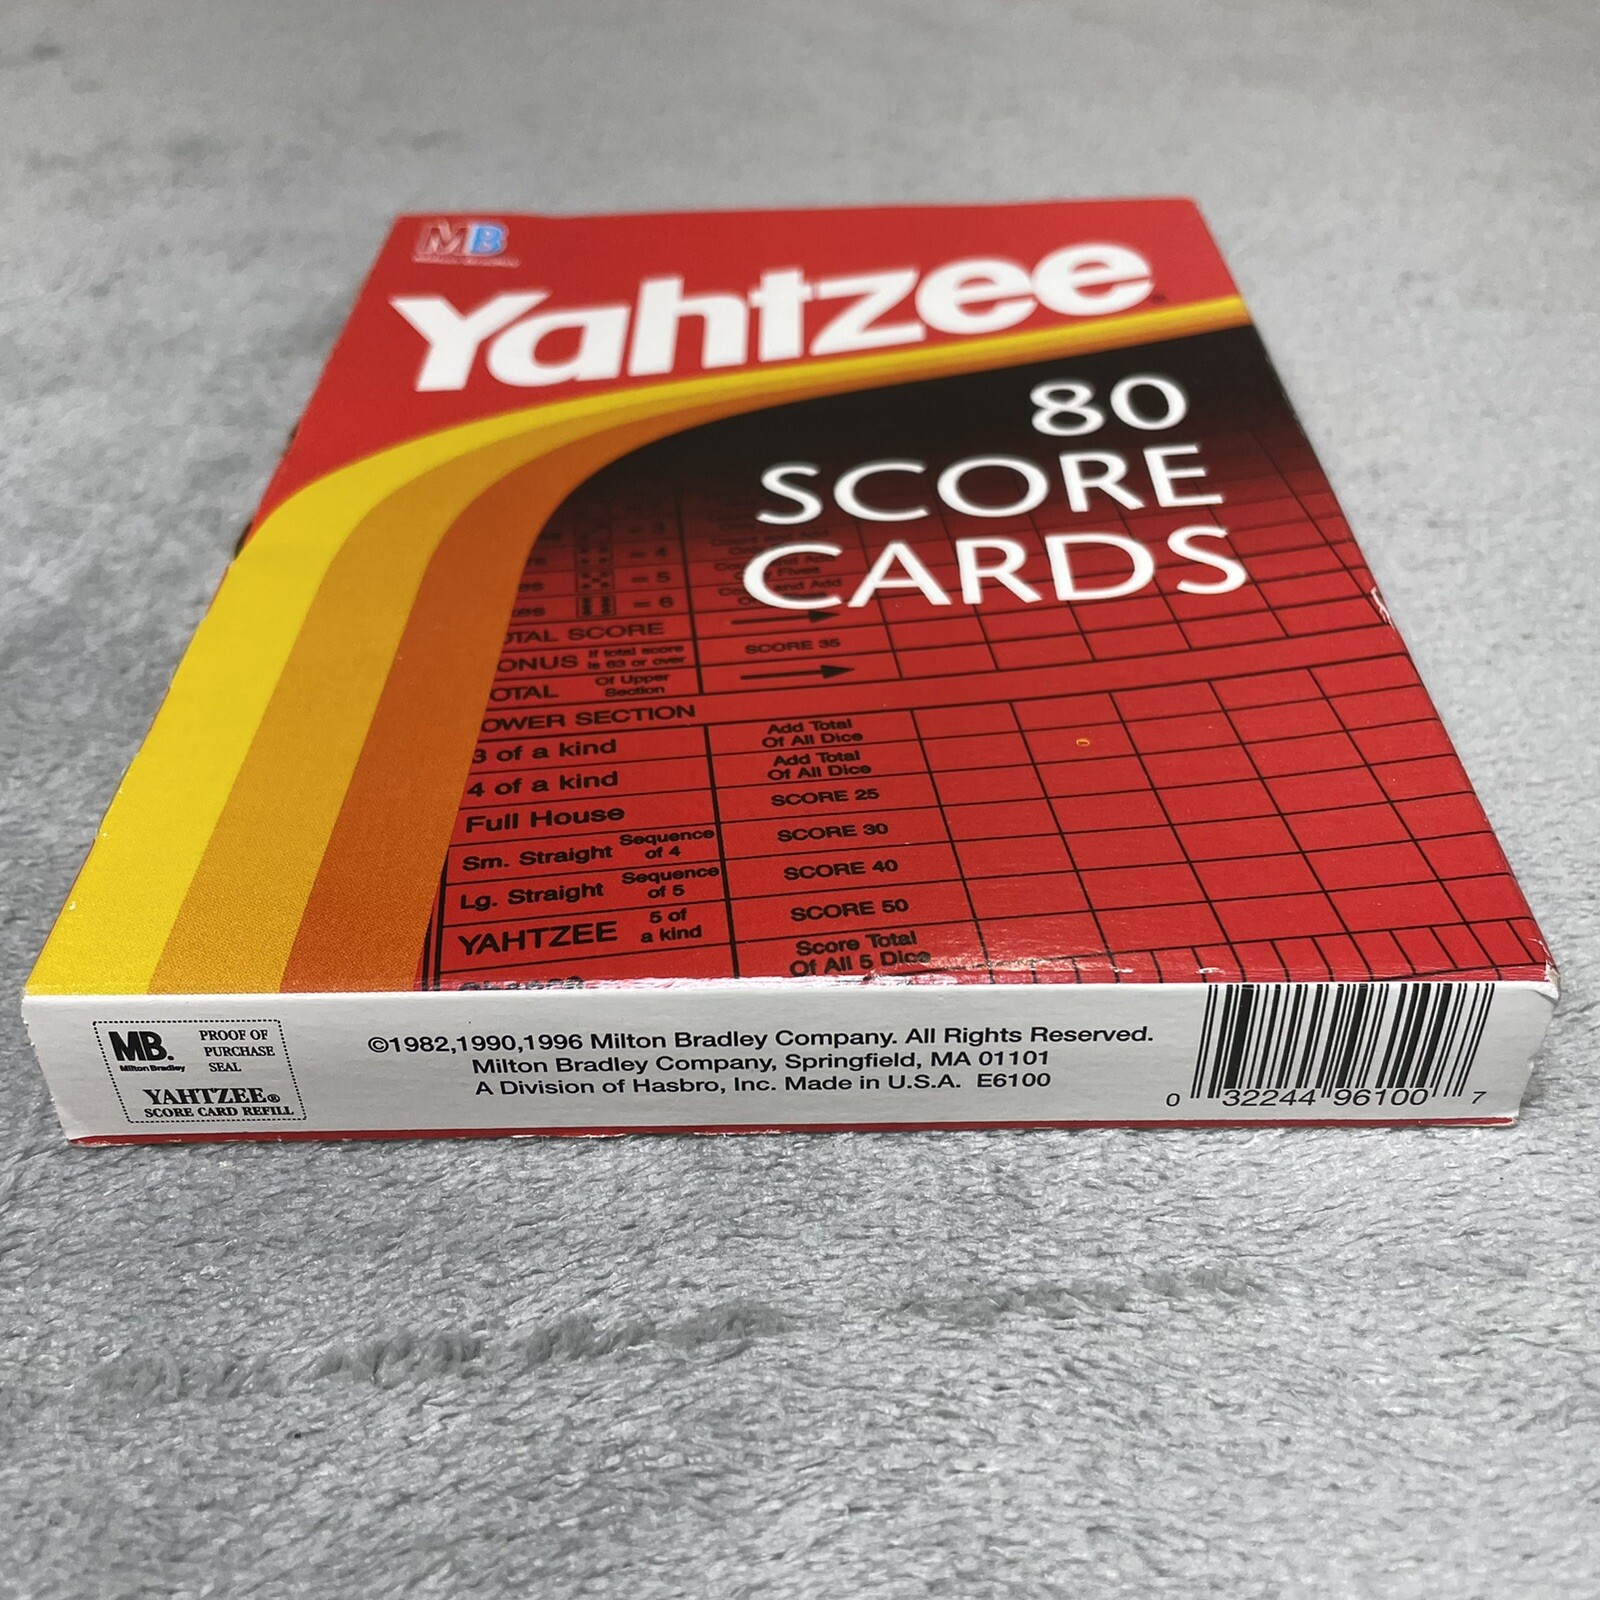 MB
Yahtzee
80
SCORE
CARDS
= 4
= 5
= 6
TOTAL SCORE
BONUS If total score is 63 or over SCORE 35
TOTAL Of Upper Section
LOWER SECTION
3 of a kind Add Total Of All Dice
4 of a kind Add Total Of All Dice
Full House SCORE 25
Sm. Straight Sequence of 4 SCORE 30
Lg. Straight Sequence of 5 SCORE 40
YAHTZEE 5 of a kind SCORE 50
Score Total Of All 5 Dice
MB.
Milton Bradley
PROOF OF
PURCHASE
SEAL
YAHTZEE®
SCORE CARD REFILL
©1982,1990,1996 Milton Bradley Company. All Rights Reserved.
Milton Bradley Company, Springfield, MA 01101
A Division of Hasbro, Inc. Made in U.S.A. E6100
0 32244 96100 7